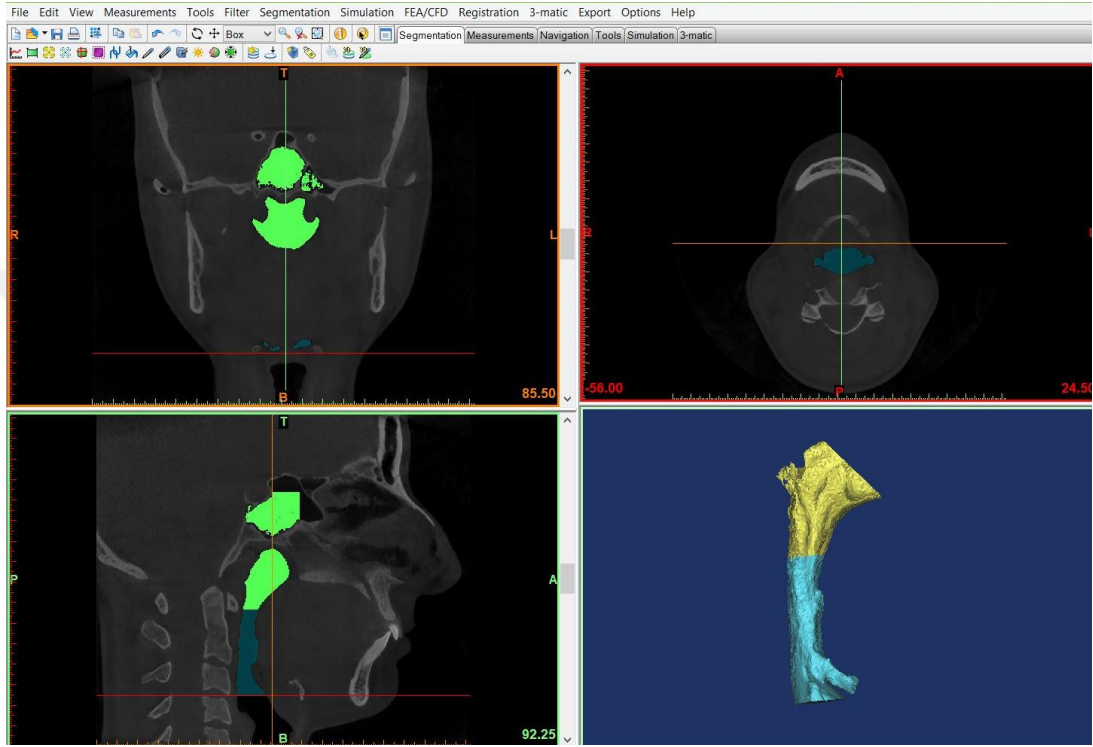 File Edit View Measurements Tools Filter Segmentation Simulation FEA/CFD Registration 3-matic Export Options Help
Box Segmentation Measurements Navigation Tools Simulation 3-matic
T
R
L
B
85.50
A
R
-56.00
P
24.50
T
P
A
B
92.25